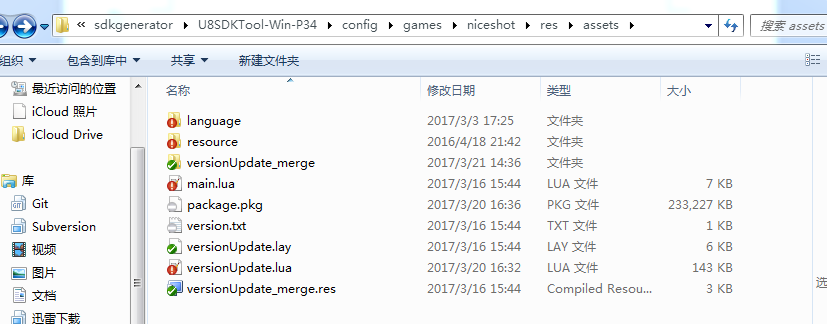 « sdkgenerator ▸ U8SDKTool-Win-P34 ▸ config ▸ games ▸ niceshot ▸ res ▸ assets ▸ 搜索 assets
组织 包含到库中 共享 新建文件夹
最近访问的位置
iCloud 照片
iCloud Drive
库
Git
Subversion
视频
图片
文档
迅雷下载
名称 修改日期 类型 大小
language 2017/3/3 17:25 文件夹
resource 2016/4/18 21:42 文件夹
versionUpdate_merge 2017/3/21 14:36 文件夹
main.lua 2017/3/16 15:44 LUA 文件 7 KB
package.pkg 2017/3/20 16:36 PKG 文件 233,227 KB
version.txt 2017/3/16 15:44 TXT 文件 1 KB
versionUpdate.lay 2017/3/16 15:44 LAY 文件 6 KB
versionUpdate.lua 2017/3/20 16:32 LUA 文件 143 KB
versionUpdate_merge.res 2017/3/16 15:44 Compiled Resou... 3 KB
选